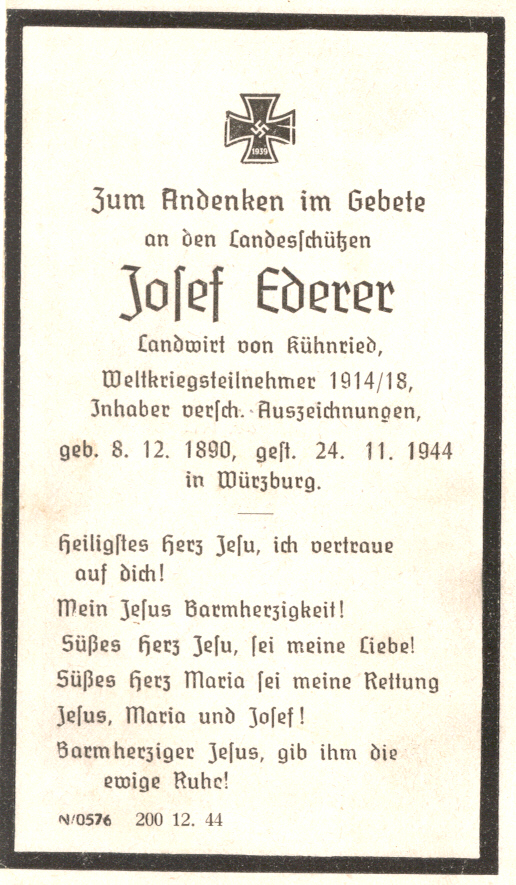 1939
Zum Andenken im Gebete
an den Landesschützen
Josef Ederer
Landwirt von Kühnried,
Weltkriegsteilnehmer 1914/18,
Inhaber versch. Auszeichnungen,
geb. 8. 12. 1890, gest. 24. 11. 1944
in Würzburg.
Heiligstes Herz Jesu, ich vertraue
auf dich!
Mein Jesus Barmherzigkeit!
Süßes Herz Jesu, sei meine Liebe!
Süßes Herz Maria sei meine Rettung
Jesus, Maria und Josef!
Barmherziger Jesus, gib ihm die
ewige Ruhe!
N/0576 200 12. 44